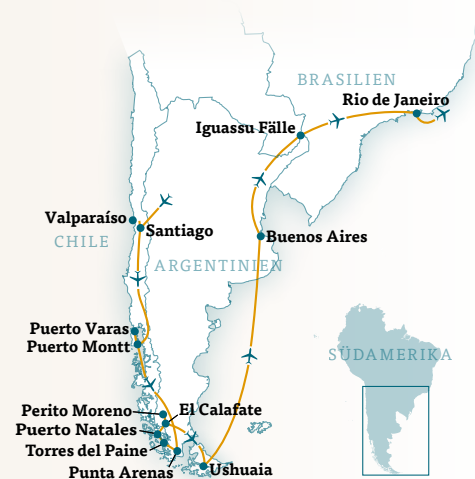 BRASILIEN
Rio de Janeiro
Iguassu Fälle
Valparaíso
Santiago
Buenos Aires
CHILE
ARGENTINIEN
Puerto Varas
Puerto Montt
SÜDAMERIKA
Perito Moreno
El Calafate
Puerto Natales
Torres del Paine
Punta Arenas
Ushuaia